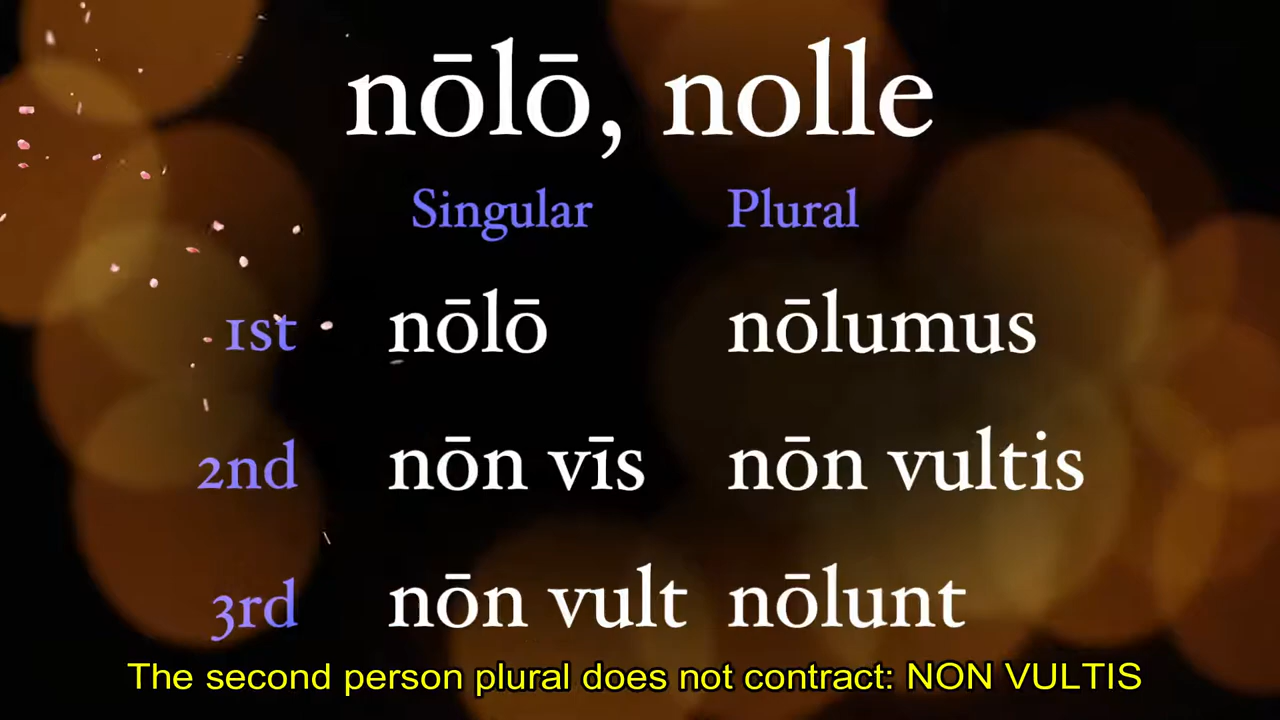 nōlō, nolle
Singular Plural
1st nōlō nōlumus
2nd nōn vīs nōn vultis
3rd nōn vult nōlunt
The second person plural does not contract: NON VULTIS